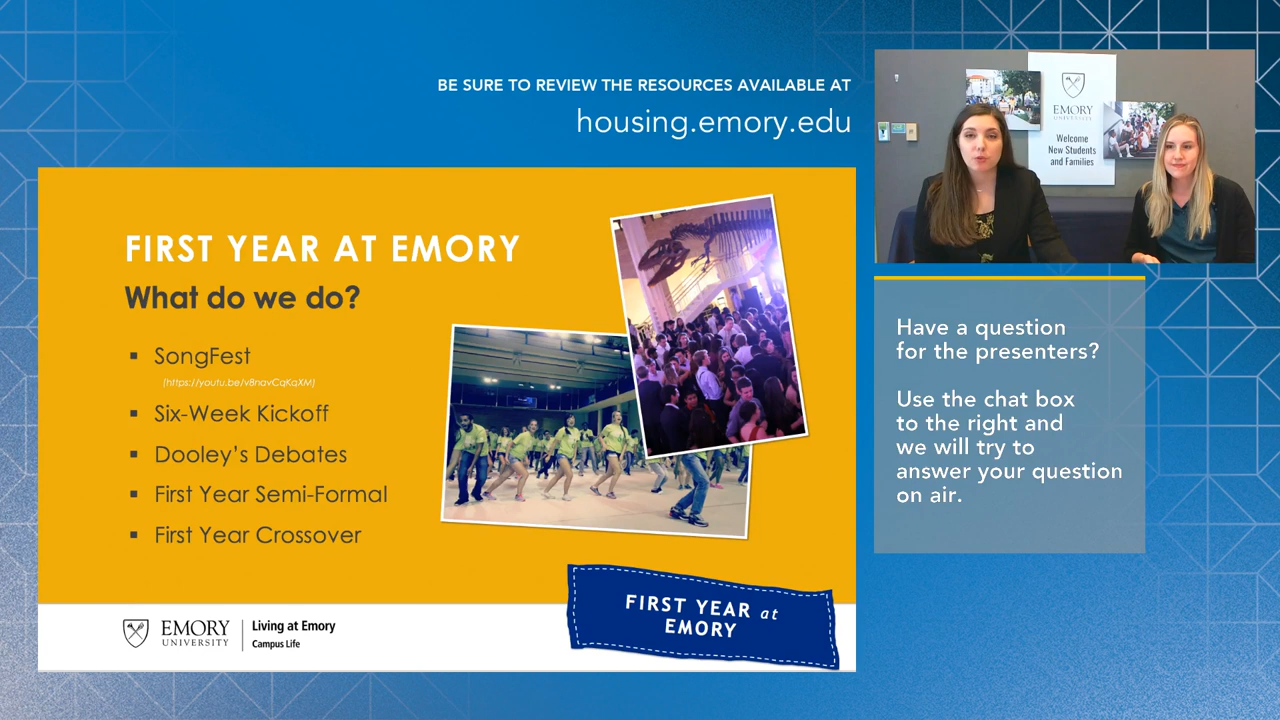 BE SURE TO REVIEW THE RESOURCES AVAILABLE AT
housing.emory.edu
FIRST YEAR AT EMORY
What do we do?
▪ SongFest
(https://youtu.be/v8navCqKqXM)
▪ Six-Week Kickoff
▪ Dooley's Debates
▪ First Year Semi-Formal
▪ First Year Crossover
EMORY
UNIVERSITY
Living at Emory
Campus Life
FIRST YEAR at
EMORY
EMORY
UNIVERSITY
Welcome
New Students
and Families
Have a question
for the presenters?
Use the chat box
to the right and
we will try to
answer your question
on air.